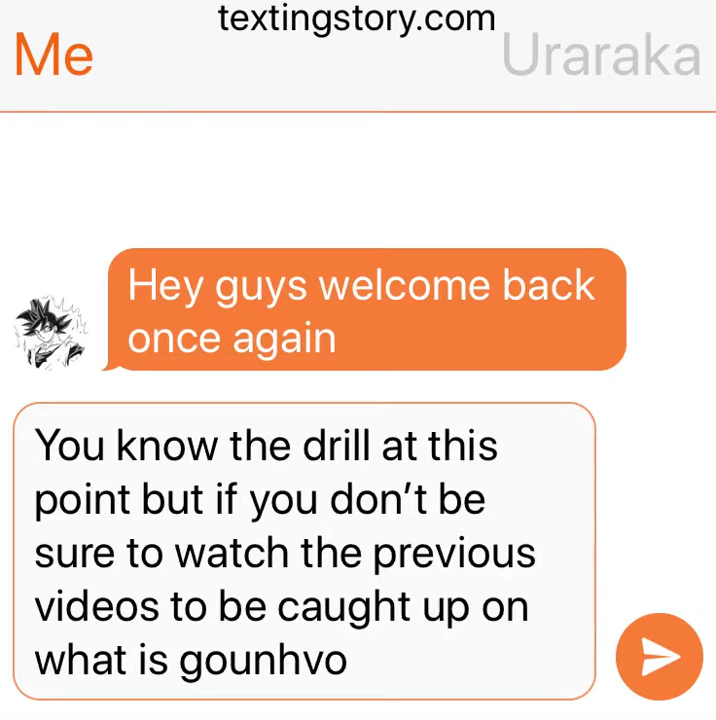 textingstory.com
Me
Uraraka
Hey guys welcome back
once again
You know the drill at this
point but if you don’t be
sure to watch the previous
videos to be caught up on
what is gounhvo